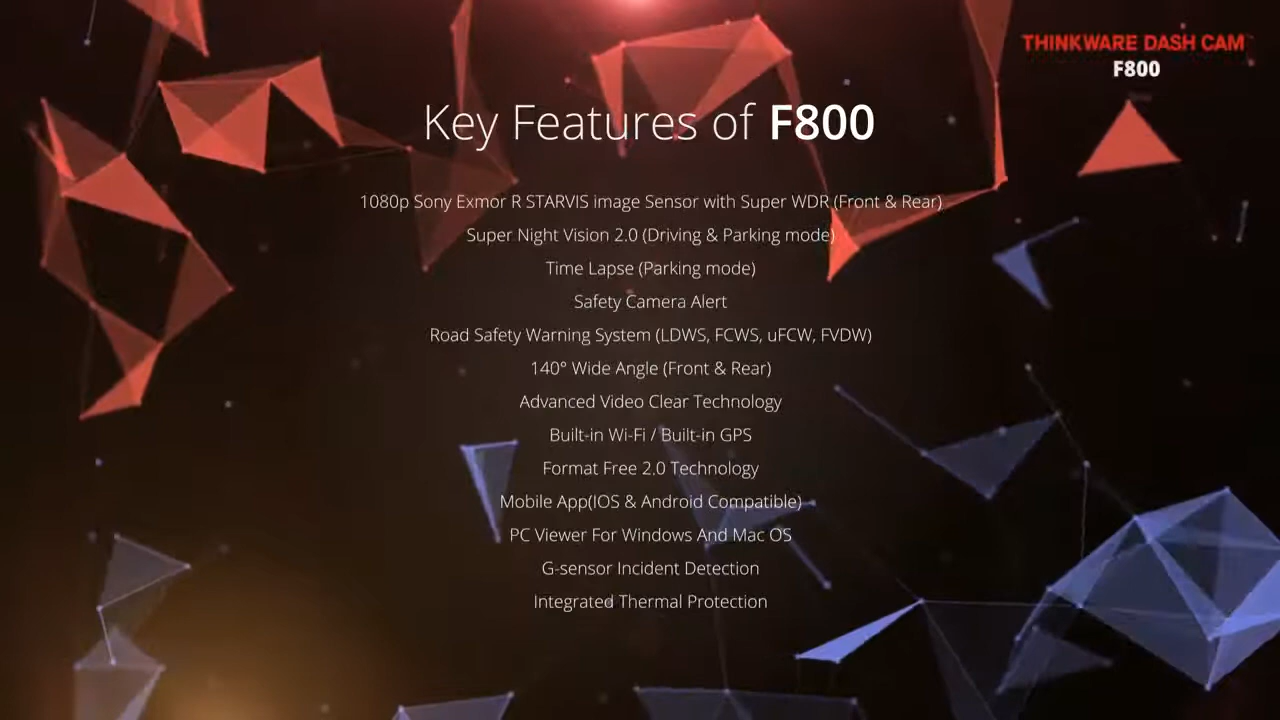 THINKWARE DASH CAM
F800
Key Features of F800
1080p Sony Exmor R STARVIS image Sensor with Super WDR (Front & Rear)
Super Night Vision 2.0 (Driving & Parking mode)
Time Lapse (Parking mode)
Safety Camera Alert
Road Safety Warning System (LDWS, FCWS, uFCW, FVDW)
140° Wide Angle (Front & Rear)
Advanced Video Clear Technology
Built-in Wi-Fi / Built-in GPS
Format Free 2.0 Technology
Mobile App(IOS & Android Compatible)
PC Viewer For Windows And Mac OS
G-sensor Incident Detection
Integrated Thermal Protection